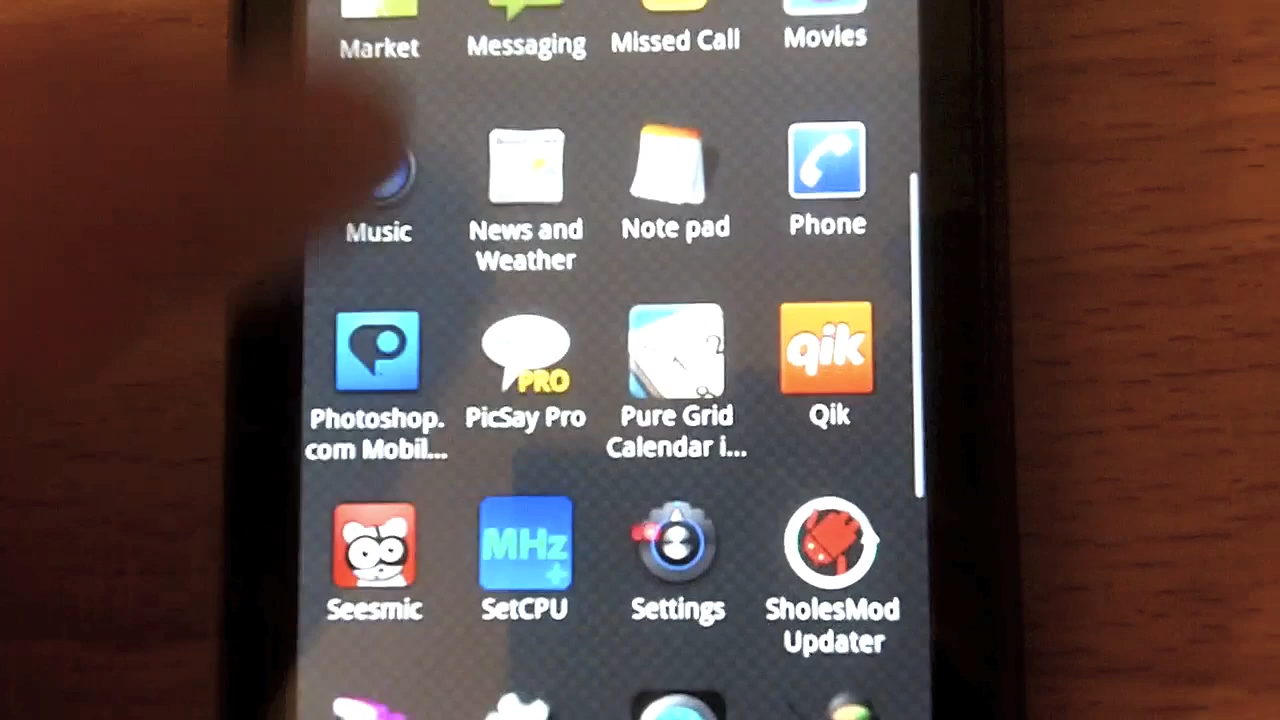 Market Messaging Missed Call Movies
Music News and Note pad Phone
Weather
PRO qik
Photoshop. PicSay Pro Pure Grid Qik
com Mobil... Calendar i...
MHz
Seesmic SetCPU Settings SholesMod
Updater